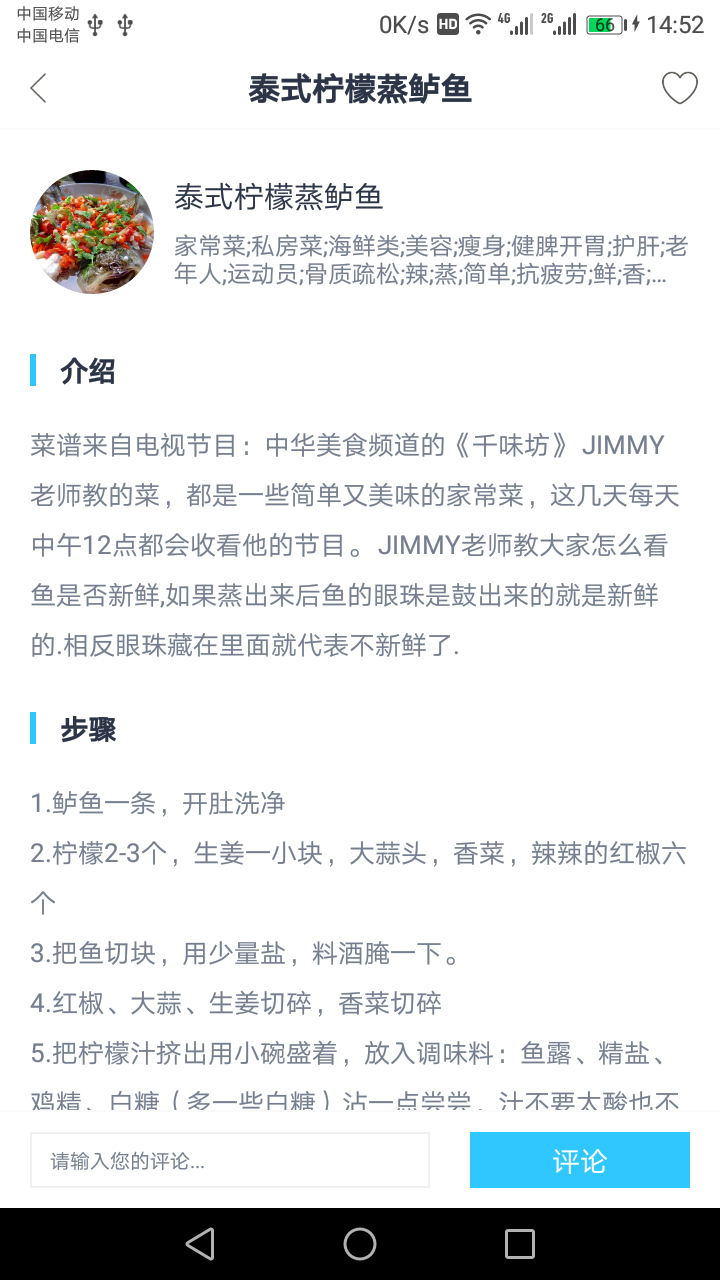 中国移动
中国电信
0K/s HD 4G 2G 66 14:52
泰式柠檬蒸鲈鱼
泰式柠檬蒸鲈鱼
家常菜;私房菜;海鲜类;美容;瘦身;健脾开胃;护肝;老
年人;运动员;骨质疏松;辣;蒸;简单;抗疲劳;鲜;香;...
介绍
菜谱来自电视节目：中华美食频道的《千味坊》JIMMY
老师教的菜，都是一些简单又美味的家常菜，这几天每天
中午12点都会收看他的节目。JIMMY老师教大家怎么看
鱼是否新鲜,如果蒸出来后鱼的眼珠是鼓出来的就是新鲜
的.相反眼珠藏在里面就代表不新鲜了.
步骤
1.鲈鱼一条，开肚洗净
2.柠檬2-3个，生姜一小块，大蒜头，香菜，辣辣的红椒六
个
3.把鱼切块，用少量盐，料酒腌一下。
4.红椒、大蒜、生姜切碎，香菜切碎
5.把柠檬汁挤出用小碗盛着，放入调味料：鱼露、精盐、
鸡精、白糖（多一些白糖）沾一点尝尝，汁不要太酸也不
请输入您的评论...
评论